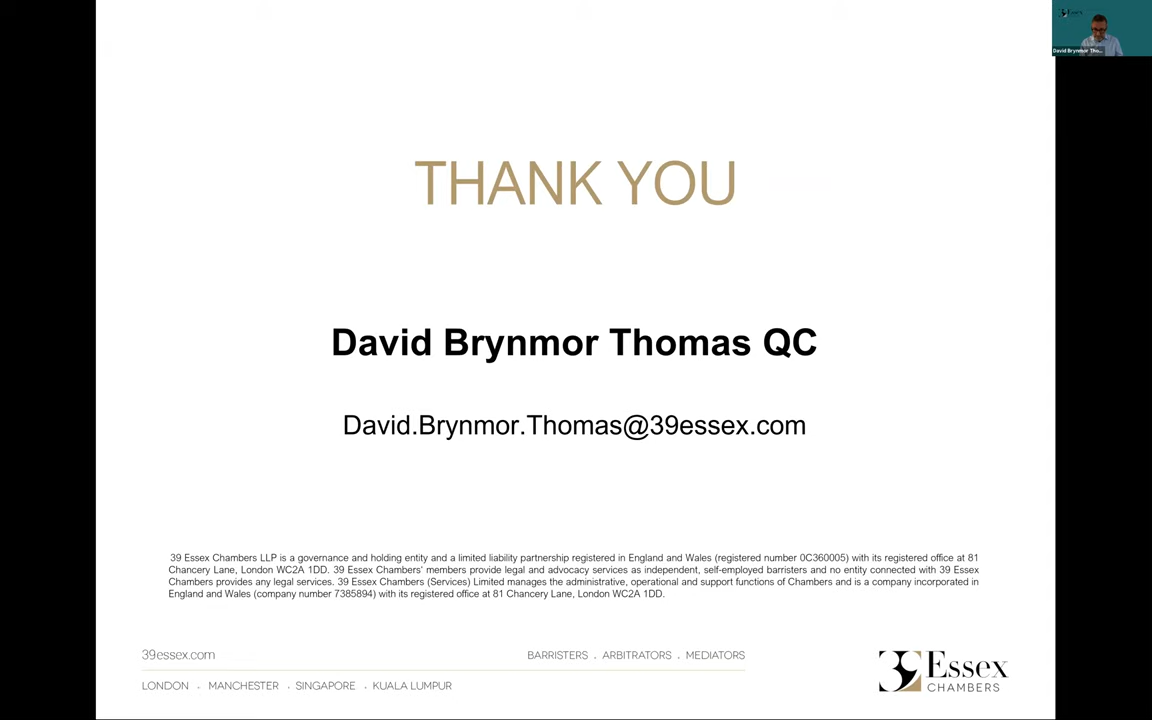 Essex
David Brynmor Tho...
THANK YOU
David Brynmor Thomas QC
David.Brynmor.Thomas@39essex.com
39 Essex Chambers LLP is a governance and holding entity and a limited liability partnership registered in England and Wales (registered number 0C360005) with its registered office at 81
Chancery Lane, London WC2A 1DD. 39 Essex Chambers' members provide legal and advocacy services as independent, self-employed barristers and no entity connected with 39 Essex
Chambers provides any legal services. 39 Essex Chambers (Services) Limited manages the administrative, operational and support functions of Chambers and is a company incorporated in
England and Wales (company number 7385894) with its registered office at 81 Chancery Lane, London WC2A 1DD.
39essex.com
BARRISTERS . ARBITRATORS . MEDIATORS
LONDON . MANCHESTER . SINGAPORE . KUALA LUMPUR
39 Essex
CHAMBERS